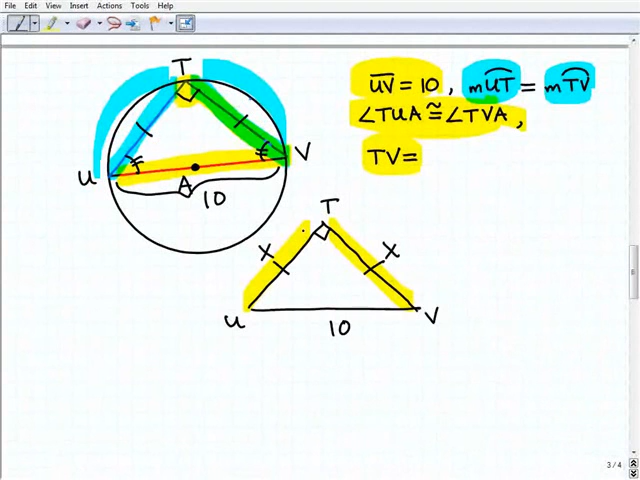 File Edit View Insert Actions Tools Help
T
U
V
A
10
UV = 10, mUT = mTV
∠TUA ≅ ∠TVA,
TV =
T
x x
U V
10
3 / 4